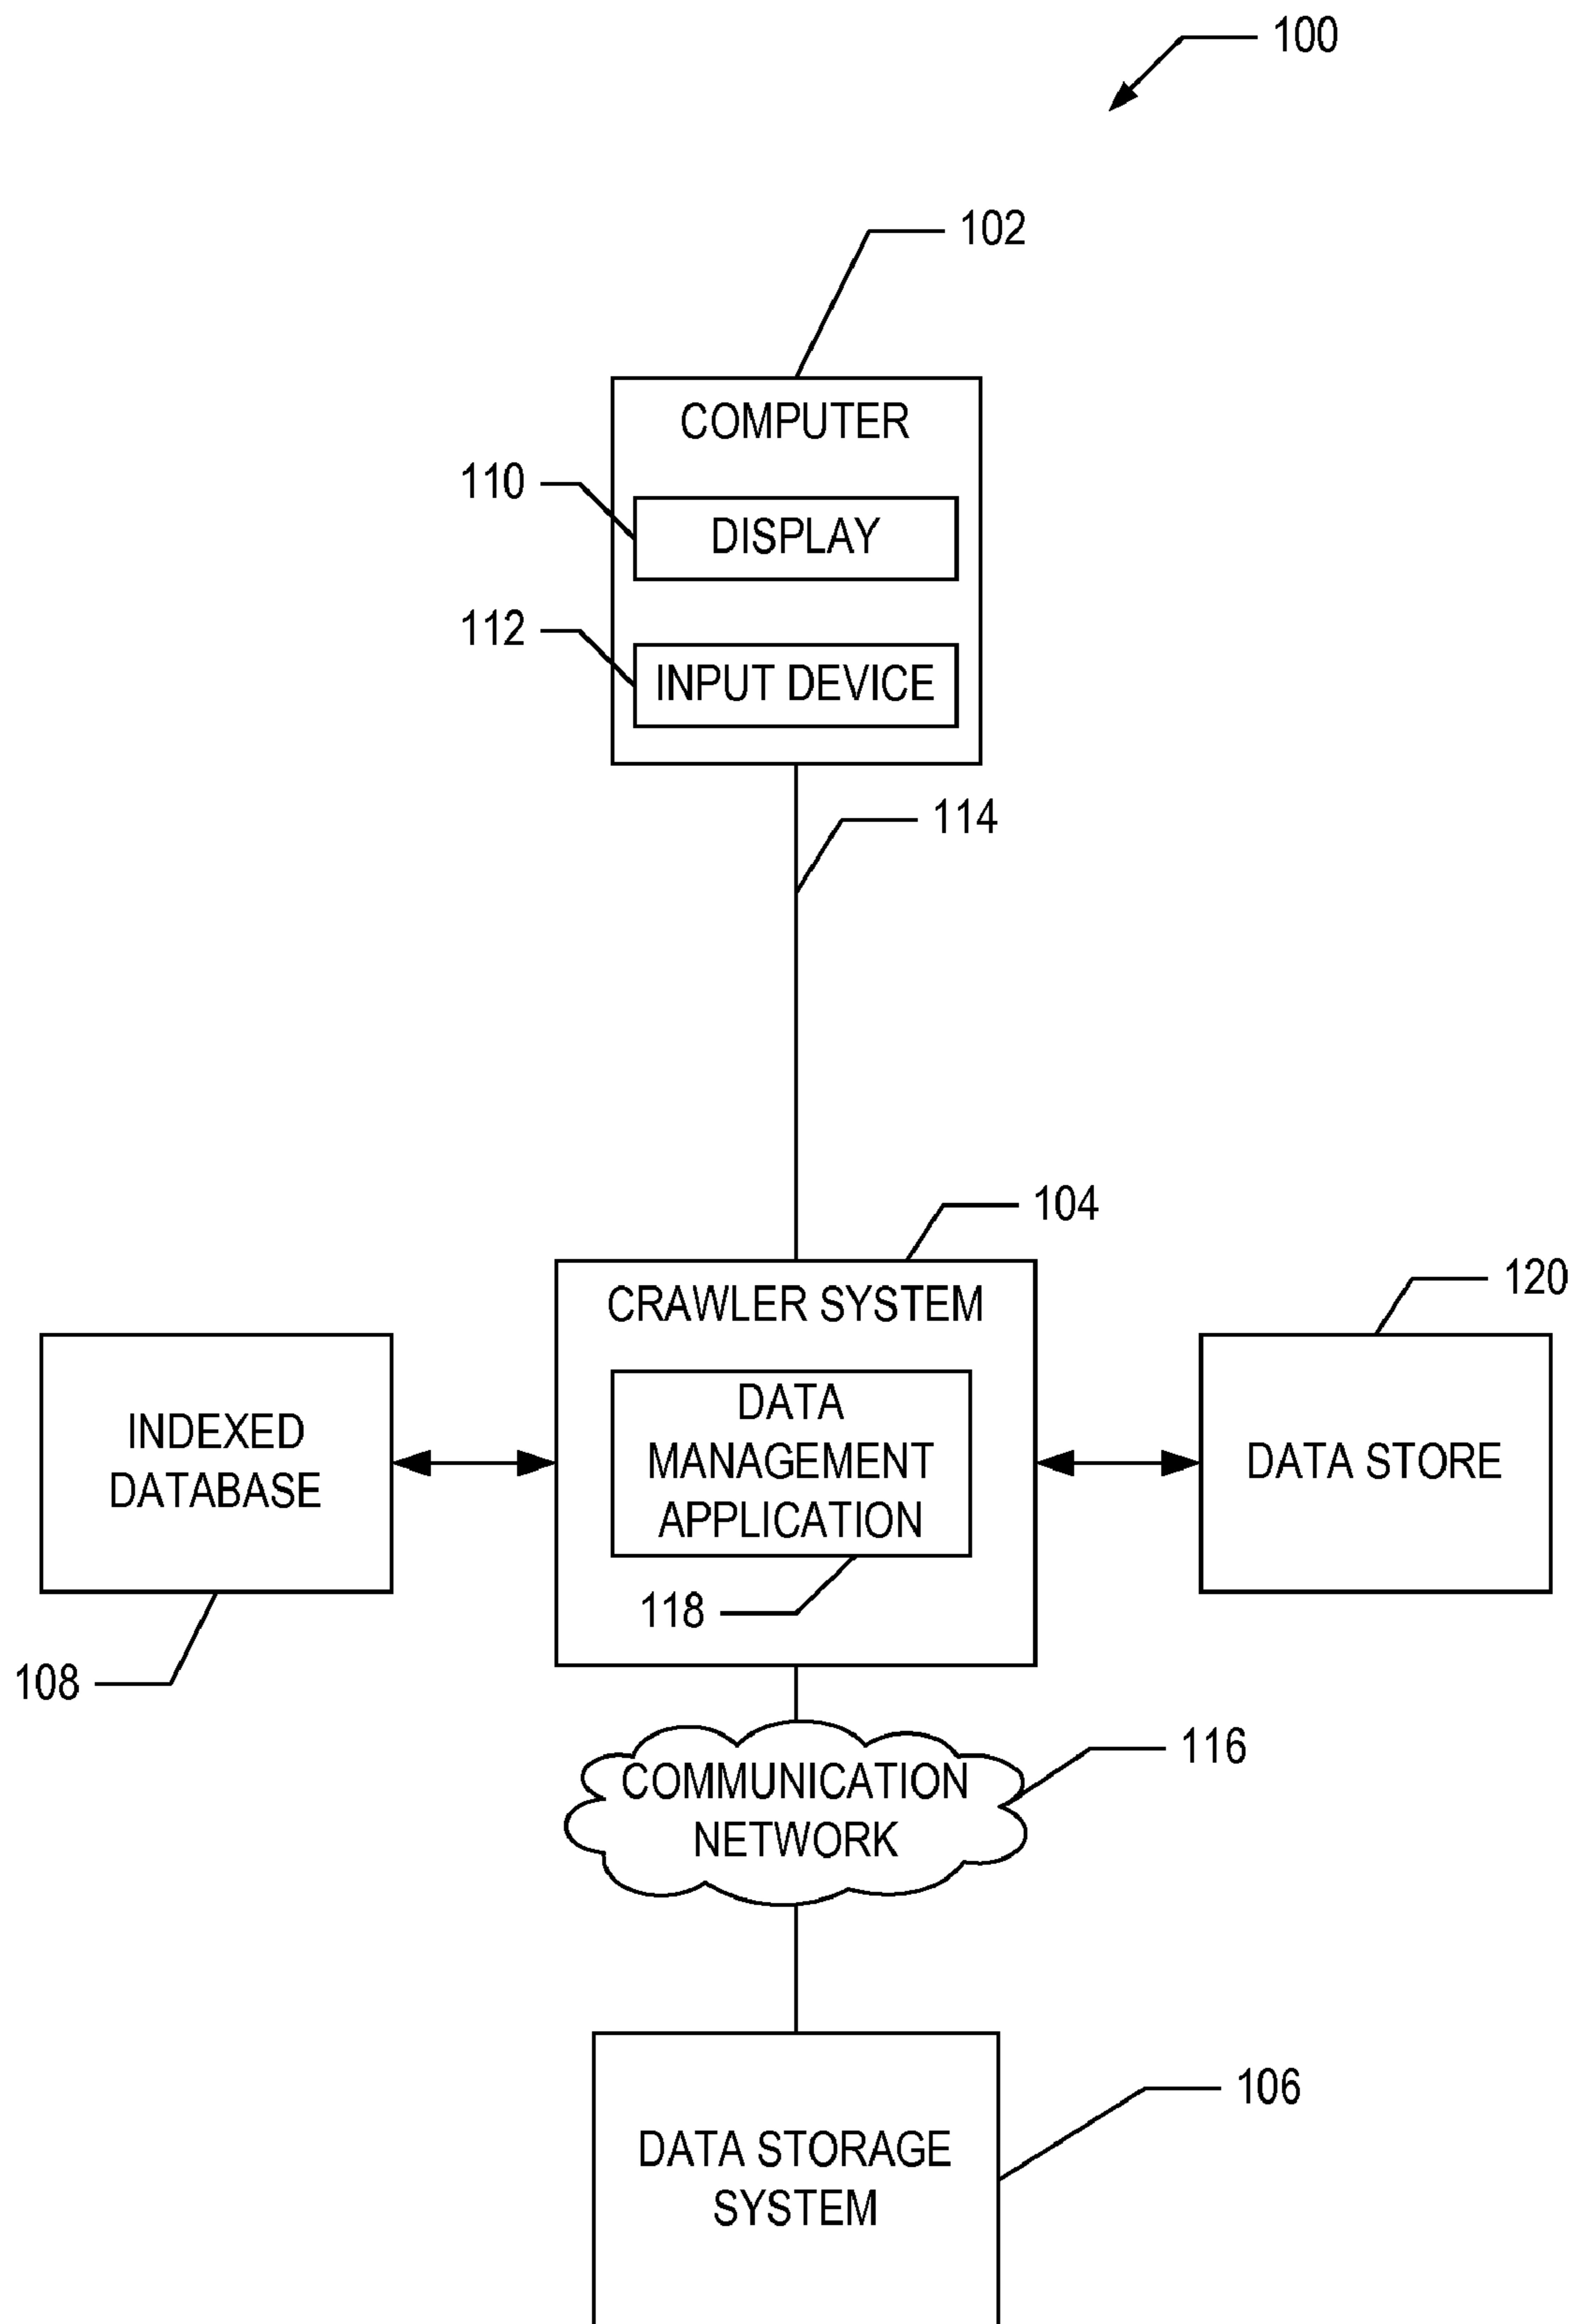 100
102
COMPUTER
110
DISPLAY
112
INPUT DEVICE
114
104
CRAWLER SYSTEM
120
INDEXED
DATABASE
DATA
MANAGEMENT
APPLICATION
DATA STORE
118
108
116
COMMUNICATION
NETWORK
106
DATA STORAGE
SYSTEM